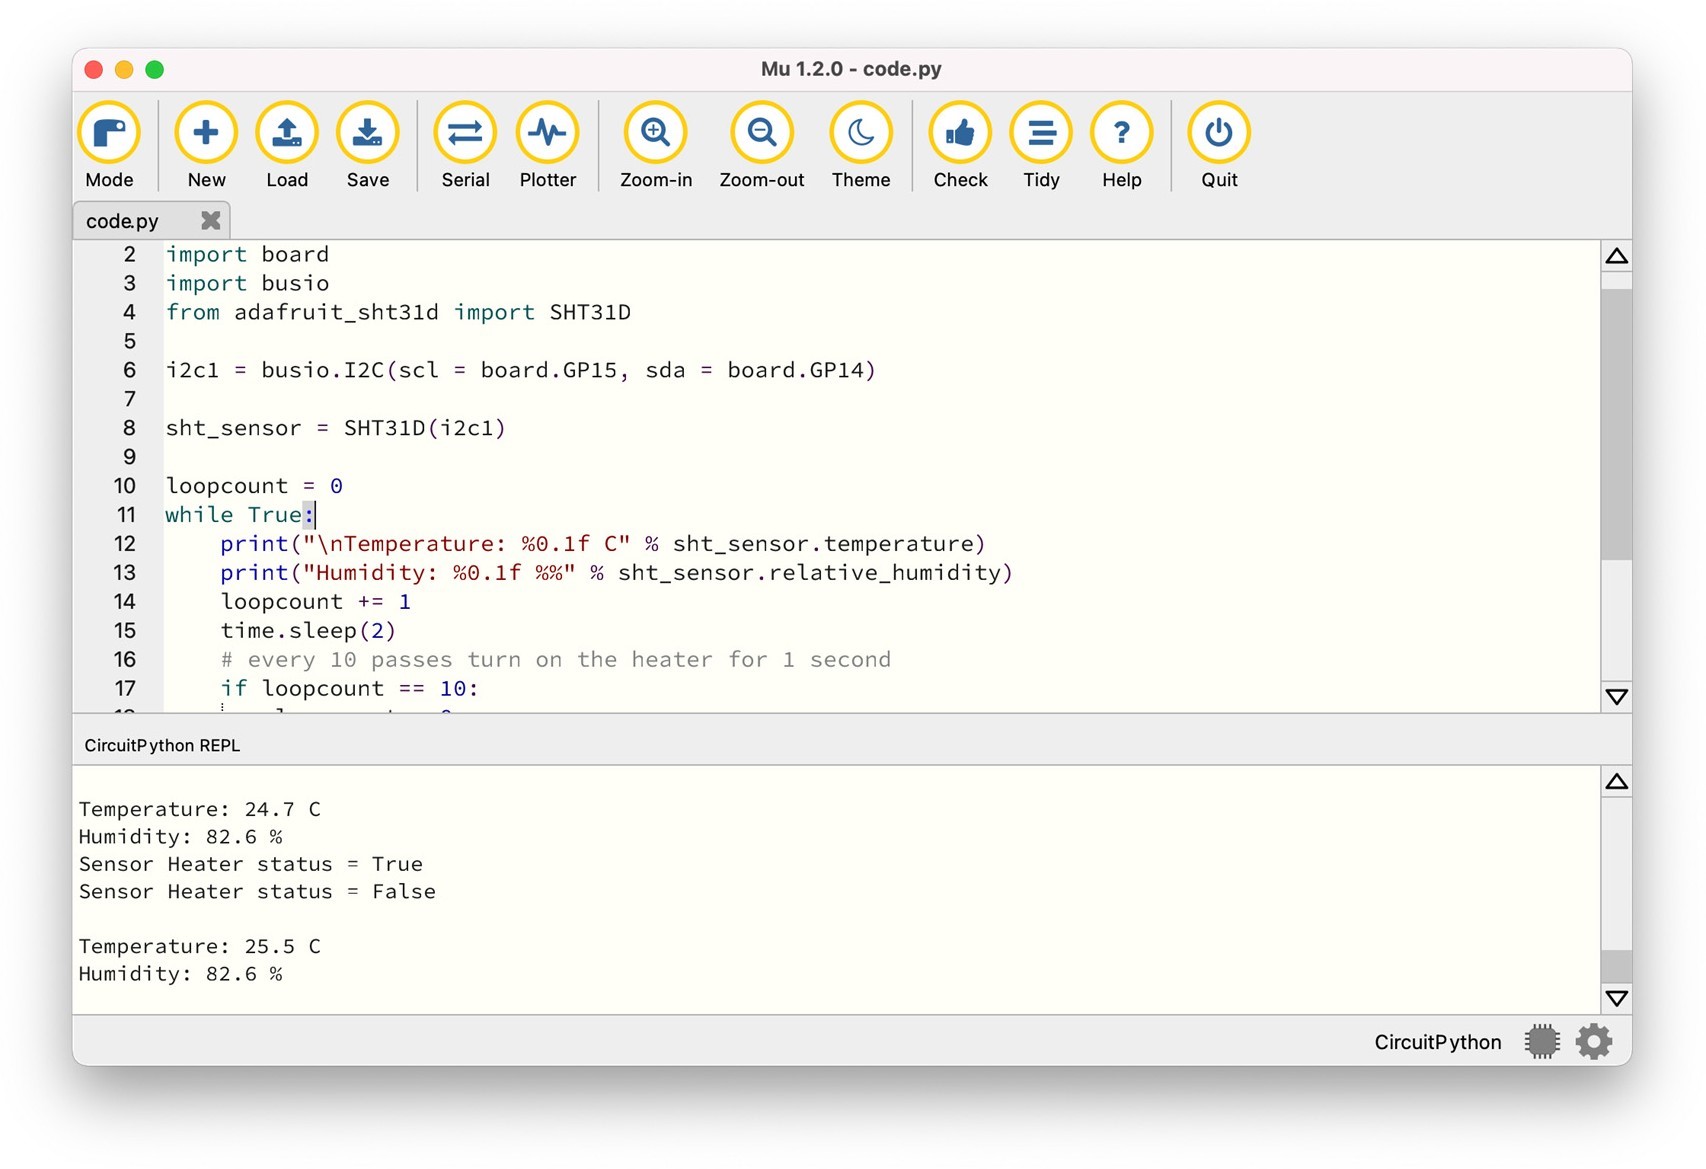 Mu 1.2.0 - code.py
Mode New Load Save Serial Plotter Zoom-in Zoom-out Theme Check Tidy Help Quit
code.py
2 import board
3 import busio
4 from adafruit_sht31d import SHT31D
5
6 i2c1 = busio.I2C(scl = board.GP15, sda = board.GP14)
7
8 sht_sensor = SHT31D(i2c1)
9
10 loopcount = 0
11 while True:
12 print("\nTemperature: %0.1f C" % sht_sensor.temperature)
13 print("Humidity: %0.1f %%" % sht_sensor.relative_humidity)
14 loopcount += 1
15 time.sleep(2)
16 # every 10 passes turn on the heater for 1 second
17 if loopcount == 10:
CircuitPython REPL
Temperature: 24.7 C
Humidity: 82.6 %
Sensor Heater status = True
Sensor Heater status = False
Temperature: 25.5 C
Humidity: 82.6 %
CircuitPython